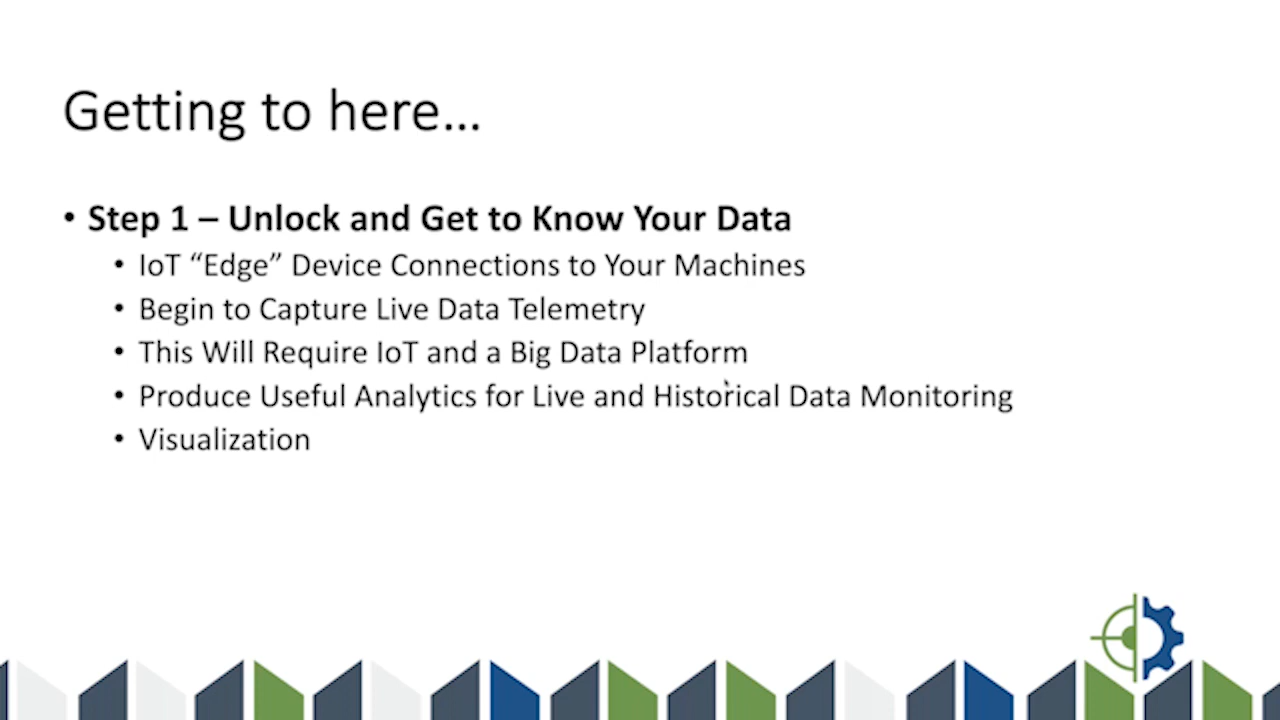 Getting to here...
• Step 1 – Unlock and Get to Know Your Data
• IoT “Edge” Device Connections to Your Machines
• Begin to Capture Live Data Telemetry
• This Will Require IoT and a Big Data Platform
• Produce Useful Analytics for Live and Historical Data Monitoring
• Visualization